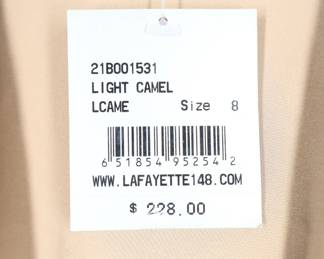 21B001531
LIGHT CAMEL
LCAME Size 8
6 51854 95254 2
WWW.LAFAYETTE148.COM
$ 228.00